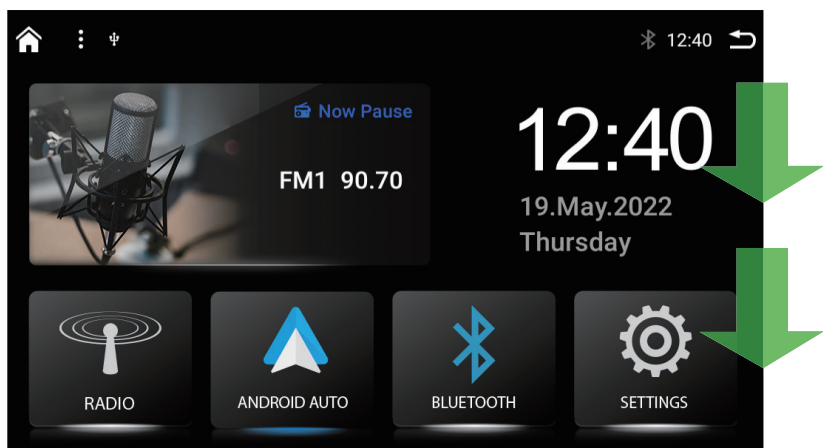 12:40
Now Pause
FM1 90.70
12:40
19.May.2022
Thursday
RADIO
ANDROID AUTO
BLUETOOTH
SETTINGS